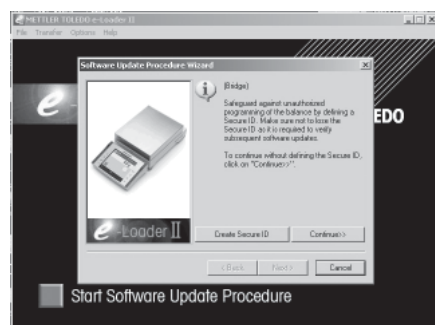 METTLER TOLEDO e-Loader II
File Transfer Options Help
Software Update Procedure Wizard
(Bridge)
Safeguard against unauthorized
programming of the balance by defining a
Secure ID. Make sure not to lose the
Secure ID as it is required to verify
subsequent software updates.
To continue without defining the Secure ID,
click on "Continue>>".
e-Loader II
Create Secure ID Continue>>
<Back Next> Cancel
e
EDO
Start Software Update Procedure